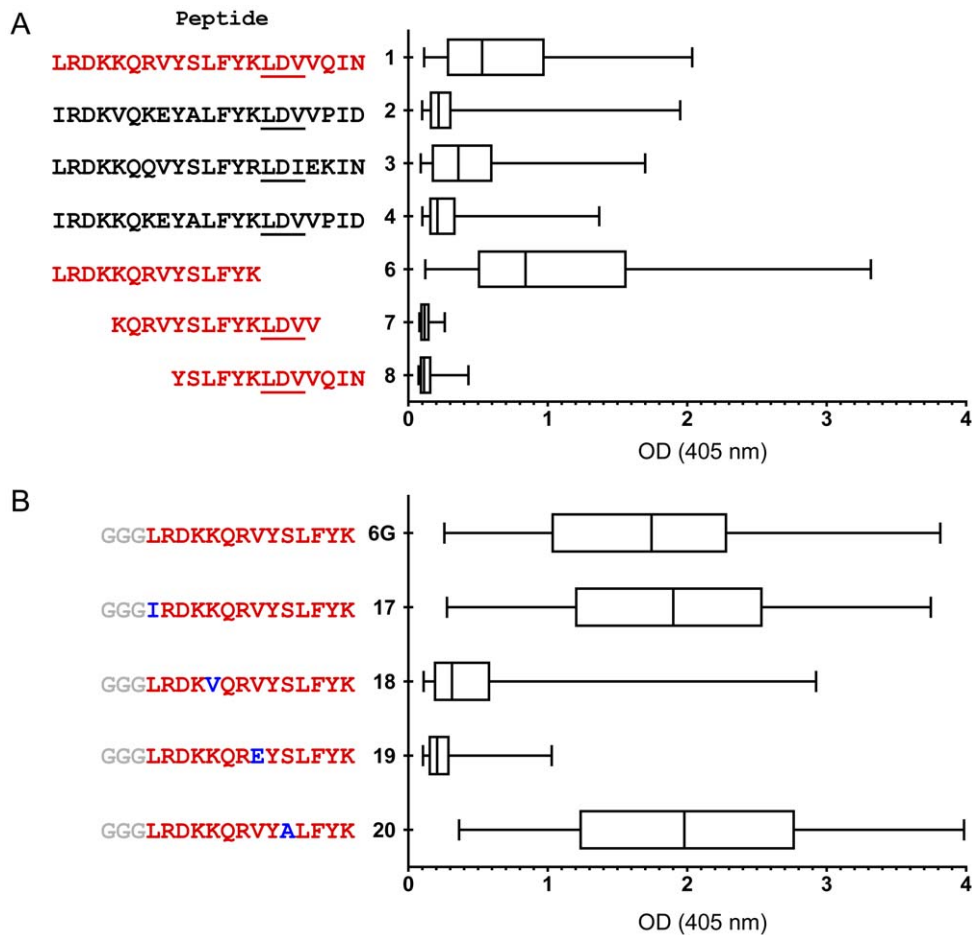 A
Peptide
LRDKKQRVYSLFYKLDVVQIN 1
IRDKVQKEYALFYKLDVVPID 2
LRDKKQQVYSLFYRLDIEKIN 3
IRDKKQKEYALFYKLDVVPID 4
LRDKKQRVYSLFYK 6
KQRVYSLFYKLDVV 7
YSLFYKLDVVQIN 8
0 1 2 3 4
OD (405 nm)
B
GGGLRDKKQRVYSLFYK 6G
GGGIRDKKQRVYSLFYK 17
GGGLRDKVQRVYSLFYK 18
GGGLRDKKQREYSLFYK 19
GGGLRDKKQRVYALFYK 20
0 1 2 3 4
OD (405 nm)